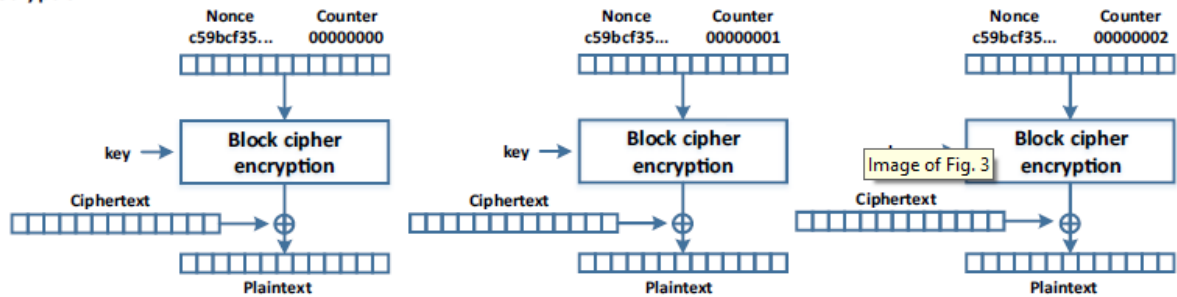 Nonce Counter
c59bcf35... 00000000
Block cipher
encryption
key
Ciphertext
Plaintext
Nonce Counter
c59bcf35... 00000001
Block cipher
encryption
key
Ciphertext
Plaintext
Nonce Counter
c59bcf35... 00000002
Block cipher
encryption
Image of Fig. 3
Ciphertext
Plaintext